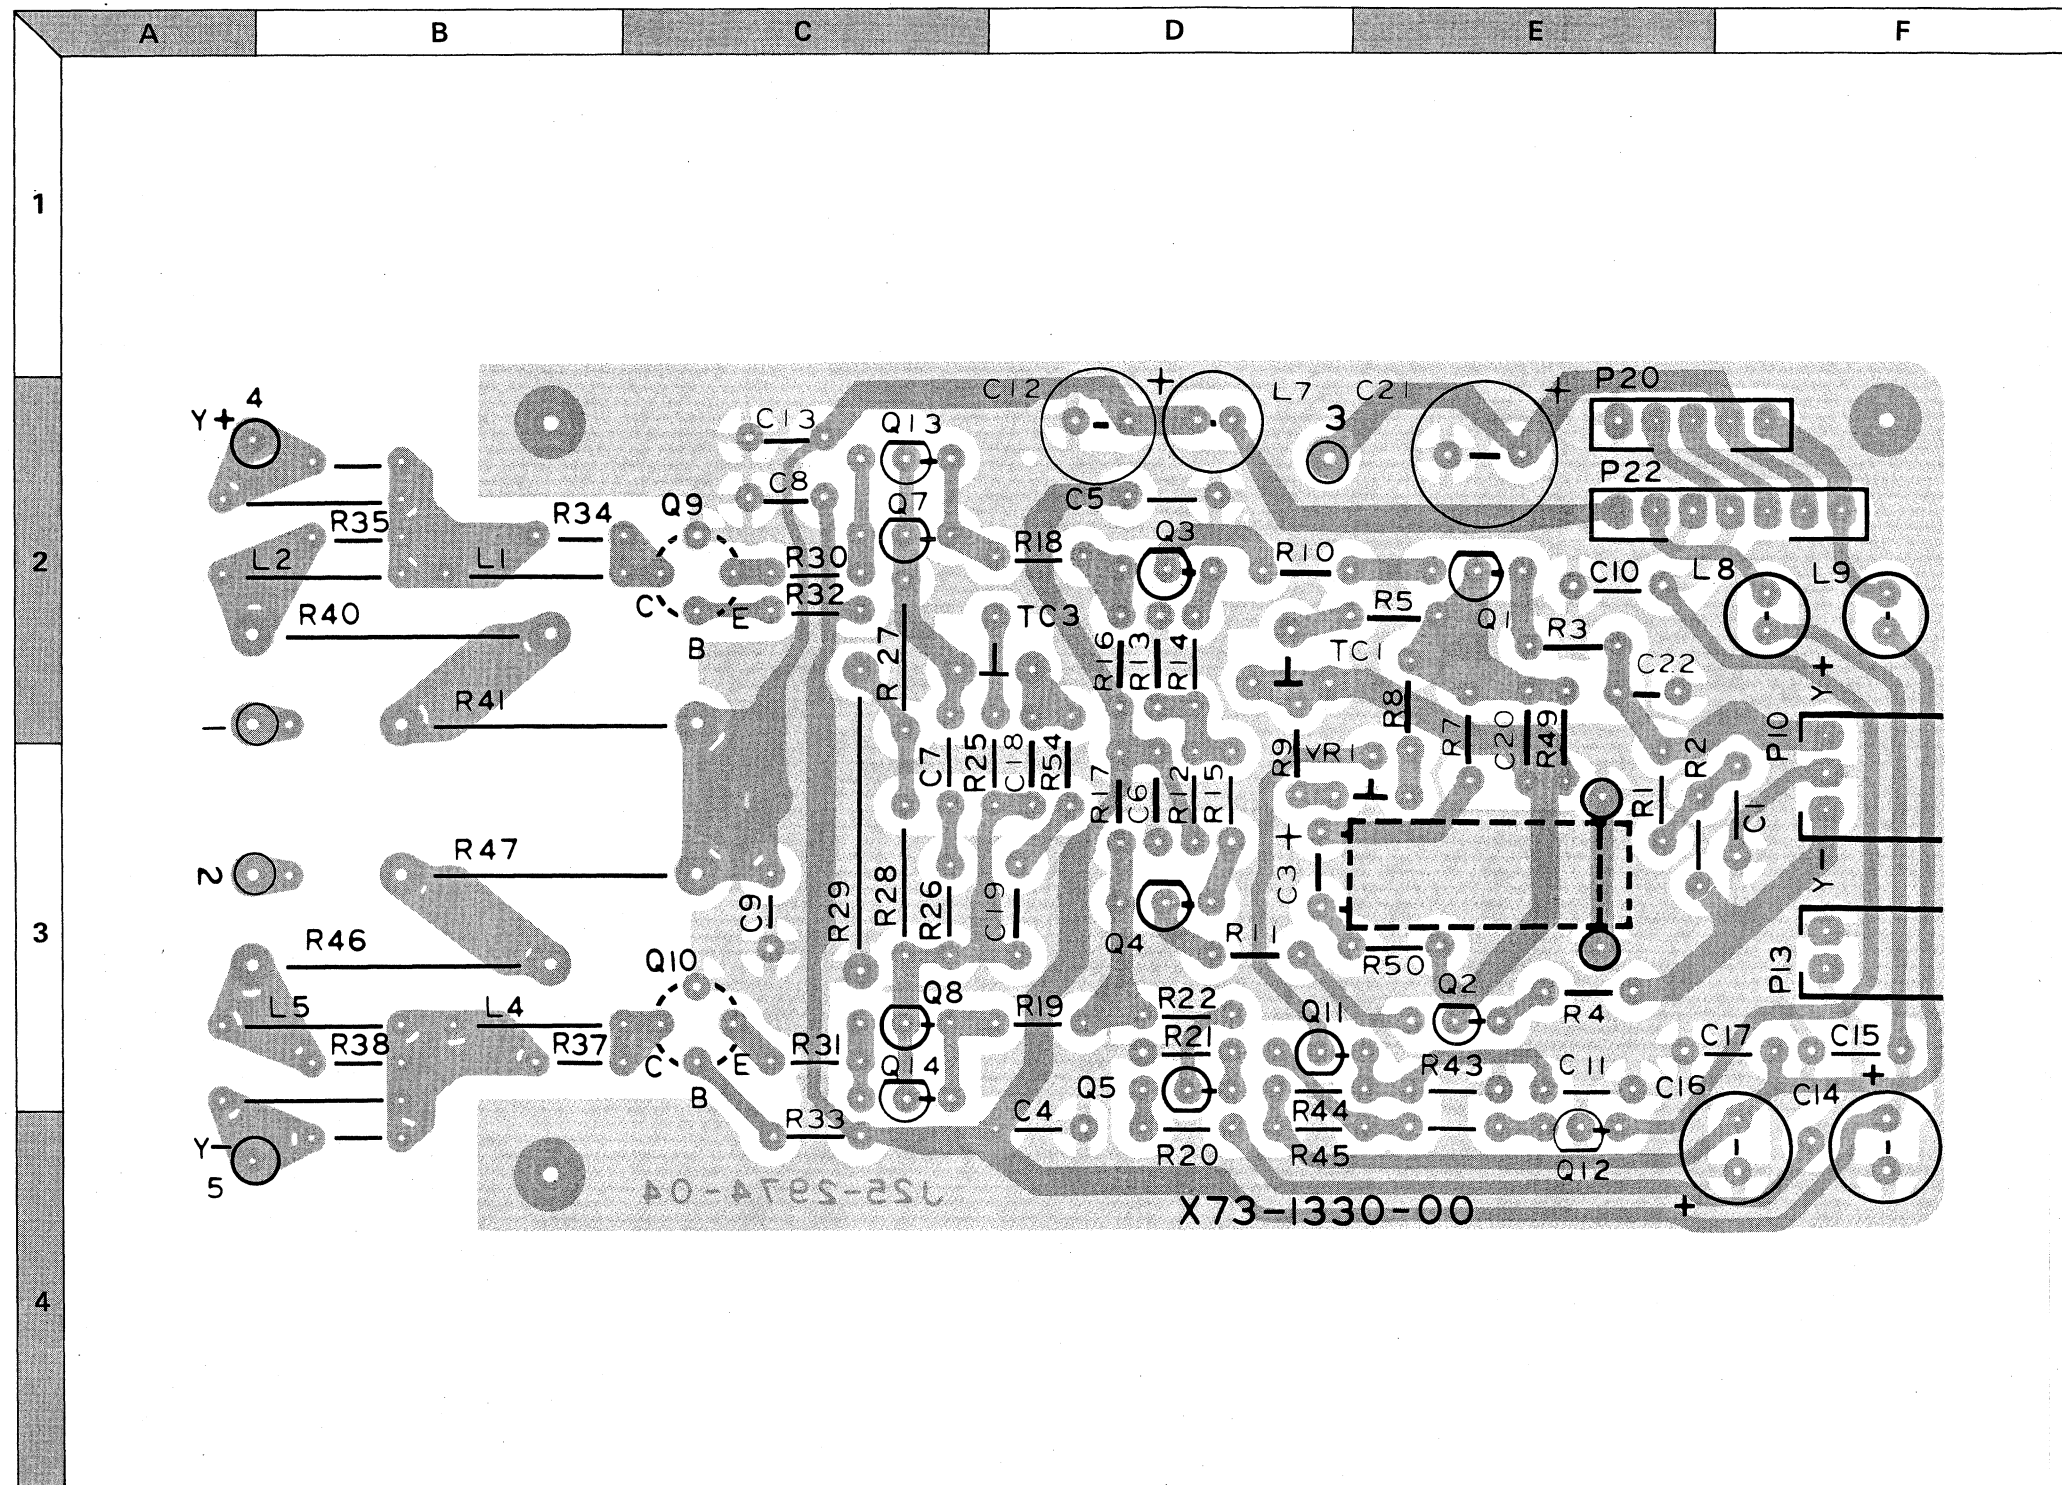 A B C D E F
1
4 C12 + L7 C21 + P20
Y+ C13 Q13 3
C8 P22
Q9 Q7 C5
R35 R34 Q3
2
L2 L1 R30 R18 R10 C10 L8 L9
C R32 R5
R40 E TC3 Q1 R3
B R27 R16 R13 R14 TC1 C22 Y+
R41 R8
1 C7 R25 C18 R54 R9 VR1 R7 C20 R49 R2 P10
R17 C6 R12 R15 R1 C1
+
2 R47 R29 R28 R26 C3 Y-
C9 C19
3
R46 Q4 R11
Q10 R50 P13
L5 L4 Q8 R19 R22 Q11 Q2 R4
R38 R37 C E R31 R21 R43 C17 C15
Q14 Q5 C11 C16 + C14
B
R33 C4 R44
Y- R20 R45 Q12
5 J25-2974-04 X73-1330-00 +
4